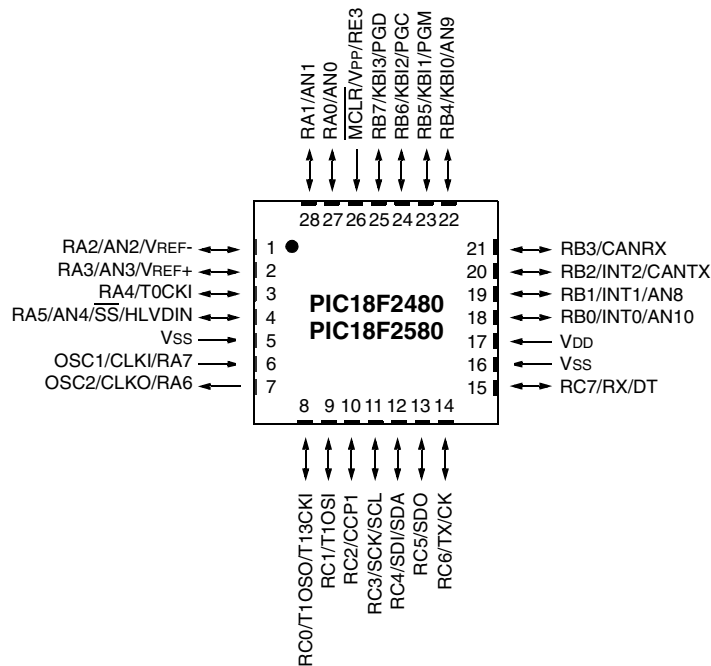 RA1/AN1
RA0/AN0
MCLR/VPP/RE3
RB7/KBI3/PGD
RB6/KBI2/PGC
RB5/KBI1/PGM
RB4/KBI0/AN9
28 27 26 25 24 23 22
RA2/AN2/VREF- 1
RA3/AN3/VREF+ 2
RA4/T0CKI 3
RA5/AN4/SS/HLVDIN 4
VSS 5
OSC1/CLKI/RA7 6
OSC2/CLKO/RA6 7
PIC18F2480
PIC18F2580
21 RB3/CANRX
20 RB2/INT2/CANTX
19 RB1/INT1/AN8
18 RB0/INT0/AN10
17 VDD
16 VSS
15 RC7/RX/DT
8 9 10 11 12 13 14
RC0/T1OSO/T13CKI
RC1/T1OSI
RC2/CCP1
RC3/SCK/SCL
RC4/SDI/SDA
RC5/SDO
RC6/TX/CK